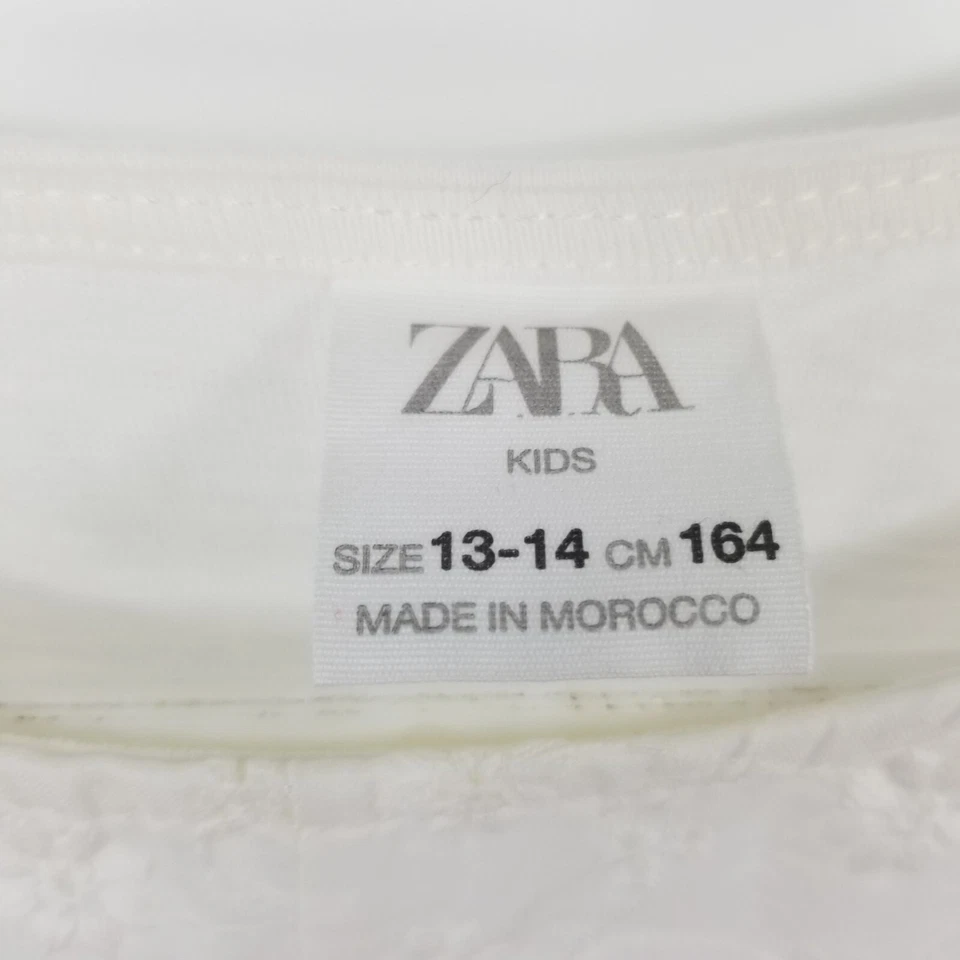 ZARA
KIDS
SIZE 13-14 CM 164
MADE IN MOROCCO